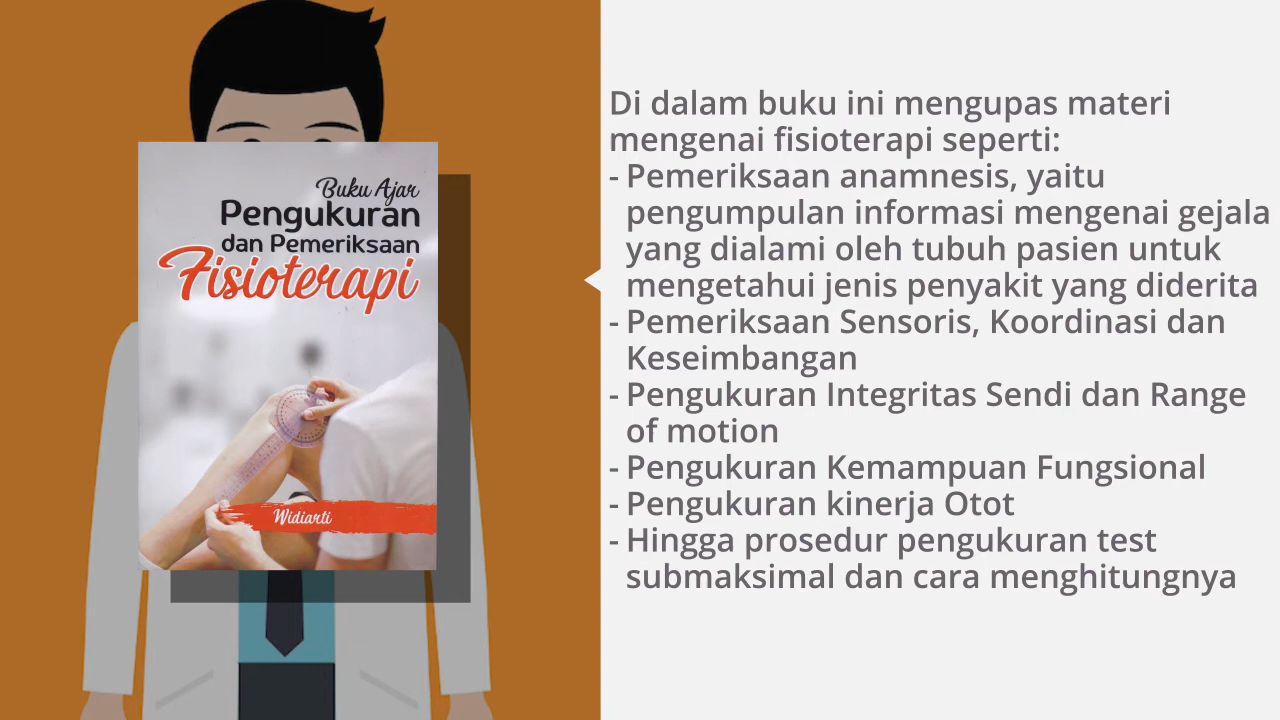 Buku Ajar
Pengukuran
dan Pemeriksaan
Fisioterapi
Widiarti
Di dalam buku ini mengupas materi
mengenai fisioterapi seperti:
- Pemeriksaan anamnesis, yaitu
pengumpulan informasi mengenai gejala
yang dialami oleh tubuh pasien untuk
mengetahui jenis penyakit yang diderita
- Pemeriksaan Sensoris, Koordinasi dan
Keseimbangan
- Pengukuran Integritas Sendi dan Range
of motion
- Pengukuran Kemampuan Fungsional
- Pengukuran kinerja Otot
- Hingga prosedur pengukuran test
submaksimal dan cara menghitungnya